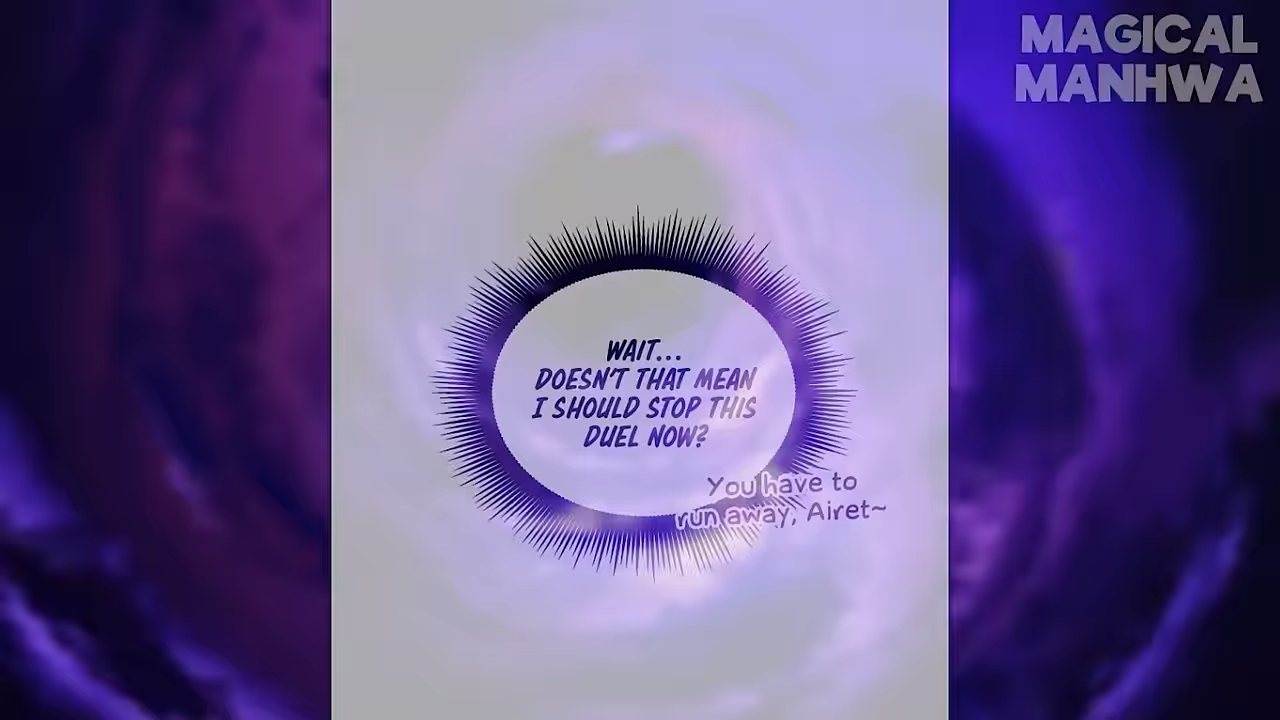 MAGICAL
MANHWA
WAIT...
DOESN'T THAT MEAN
I SHOULD STOP THIS
DUEL NOW?
You have to
run away, Airet~